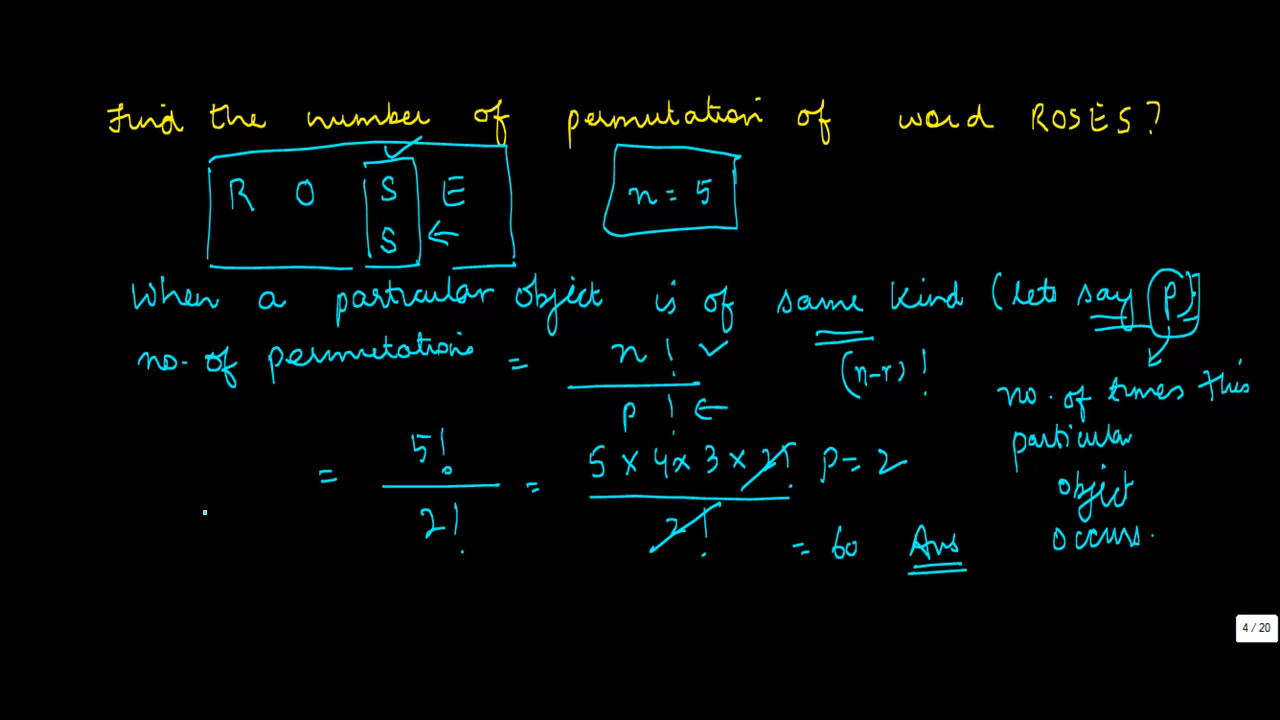 Find the number of permutation of word ROSES?
R O S E n = 5
S ←
When a particular object is of same kind (lets say p)
no. of permutations = n! / p! ← (n-r)!
no. of times this
particular
object
occurs.
= 5! / 2! = 5 x 4 x 3 x 2! / 2! p = 2
= 60 Ans
4 / 20